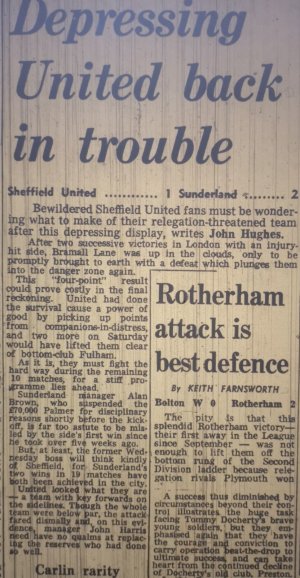 Depressing
United back
in trouble
Sheffield United ............ 1 Sunderland ........ 2
Bewildered Sheffield United fans must be wonder-
ing what to make of their relegation-threatened team
after this depressing display, writes John Hughes.
After two successive victories in London with an injury-
hit side, Bramall Lane was up in the clouds, only to be
promptly brought to earth with a defeat which plunges them
into the danger zone again.
This "four-point" result
could prove costly in the final
reckoning. United had done
the survival cause a power of
good by picking up points
from companions-in-distress,
and two more on Saturday
would have lifted them clear
of bottom-club Fulham.
As it is, they must fight the
hard way during the remaining
10 matches, for a stiff pro-
gramme lies ahead.
Sunderland manager Alan
Brown, who suspended the
£70,000 Palmer for disciplinary
reasons shortly before the kick-
off, is far too astute to be mis-
led by the side's first win since
he took over five weeks ago.
But, at least, the former Wed-
nesday boss will think kindly
of Sheffield, for Sunderland's
two wins in 19 matches have
both been achieved in the city.
United looked what they are
— a team with key forwards on
the sidelines. Though the whole
team were below par, the attack
fared dismally and, on this evi-
dence, manager John Harris
need have no qualms at replac-
ing the reserves who had done
so well.
Carlin rarity
Rotherham
attack is
best defence
By KEITH FARNSWORTH
Bolton W 0 Rotherham 2
The pity is that this
splendid Rotherham victory—
their first away in the League
since September — was not
enough to lift them off the
bottom rung of the Second
Division ladder because rele-
gation rivals Plymouth won
A success thus diminished by
circumstances beyond their con-
trol illustrates the huge task
facing Tommy Docherty's brave
young soldiers, but they em-
phasised again that they have
the courage and conviction to
carry operation beat-the-drop to
ultimate success, and can take
heart from the continued decline
of Docherty's old club, Preston.